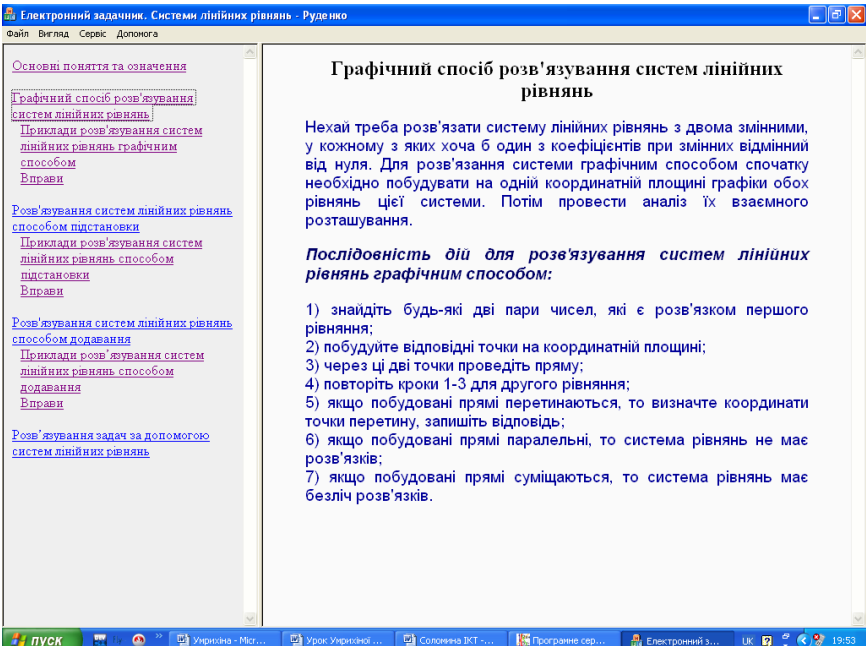 Електронний задачник. Системи лінійних рівнянь - Руденко
Файл Вигляд Сервіс Допомога
Основні поняття та означення
Графічний спосіб розв'язування
систем лінійних рівнянь
Приклади розв'язування систем
лінійних рівнянь графічним
способом
Вправи
Розв'язування систем лінійних рівнянь
способом підстановки
Приклади розв'язування систем
лінійних рівнянь способом
підстановки
Вправи
Розв'язування систем лінійних рівнянь
способом додавання
Приклади розв'язування систем
лінійних рівнянь способом
додавання
Вправи
Розв'язування задач за допомогою
систем лінійних рівнянь
Графічний спосіб розв'язування систем лінійних
рівнянь
Нехай треба розв'язати систему лінійних рівнянь з двома змінними,
у кожному з яких хоча б один з коефіцієнтів при змінних відмінний
від нуля. Для розв'язання системи графічним способом спочатку
необхідно побудувати на одній координатній площині графіки обох
рівнянь цієї системи. Потім провести аналіз їх взаємного
розташування.
Послідовність дій для розв'язування систем лінійних
рівнянь графічним способом:
1) знайдіть будь-які дві пари чисел, які є розв'язком першого
рівняння;
2) побудуйте відповідні точки на координатній площині;
3) через ці дві точки проведіть пряму;
4) повторіть кроки 1-3 для другого рівняння;
5) якщо побудовані прямі перетинаються, то визначте координати
точки перетину, запишіть відповідь;
6) якщо побудовані прямі паралельні, то система рівнянь не має
розв'язків;
7) якщо побудовані прямі суміщаються, то система рівнянь має
безліч розв'язків.
пуск » Умрихіна - Micr... Урок Умрихіної ... Соломина ІКТ -... Програмне сер... Електронний з... UK 19:53